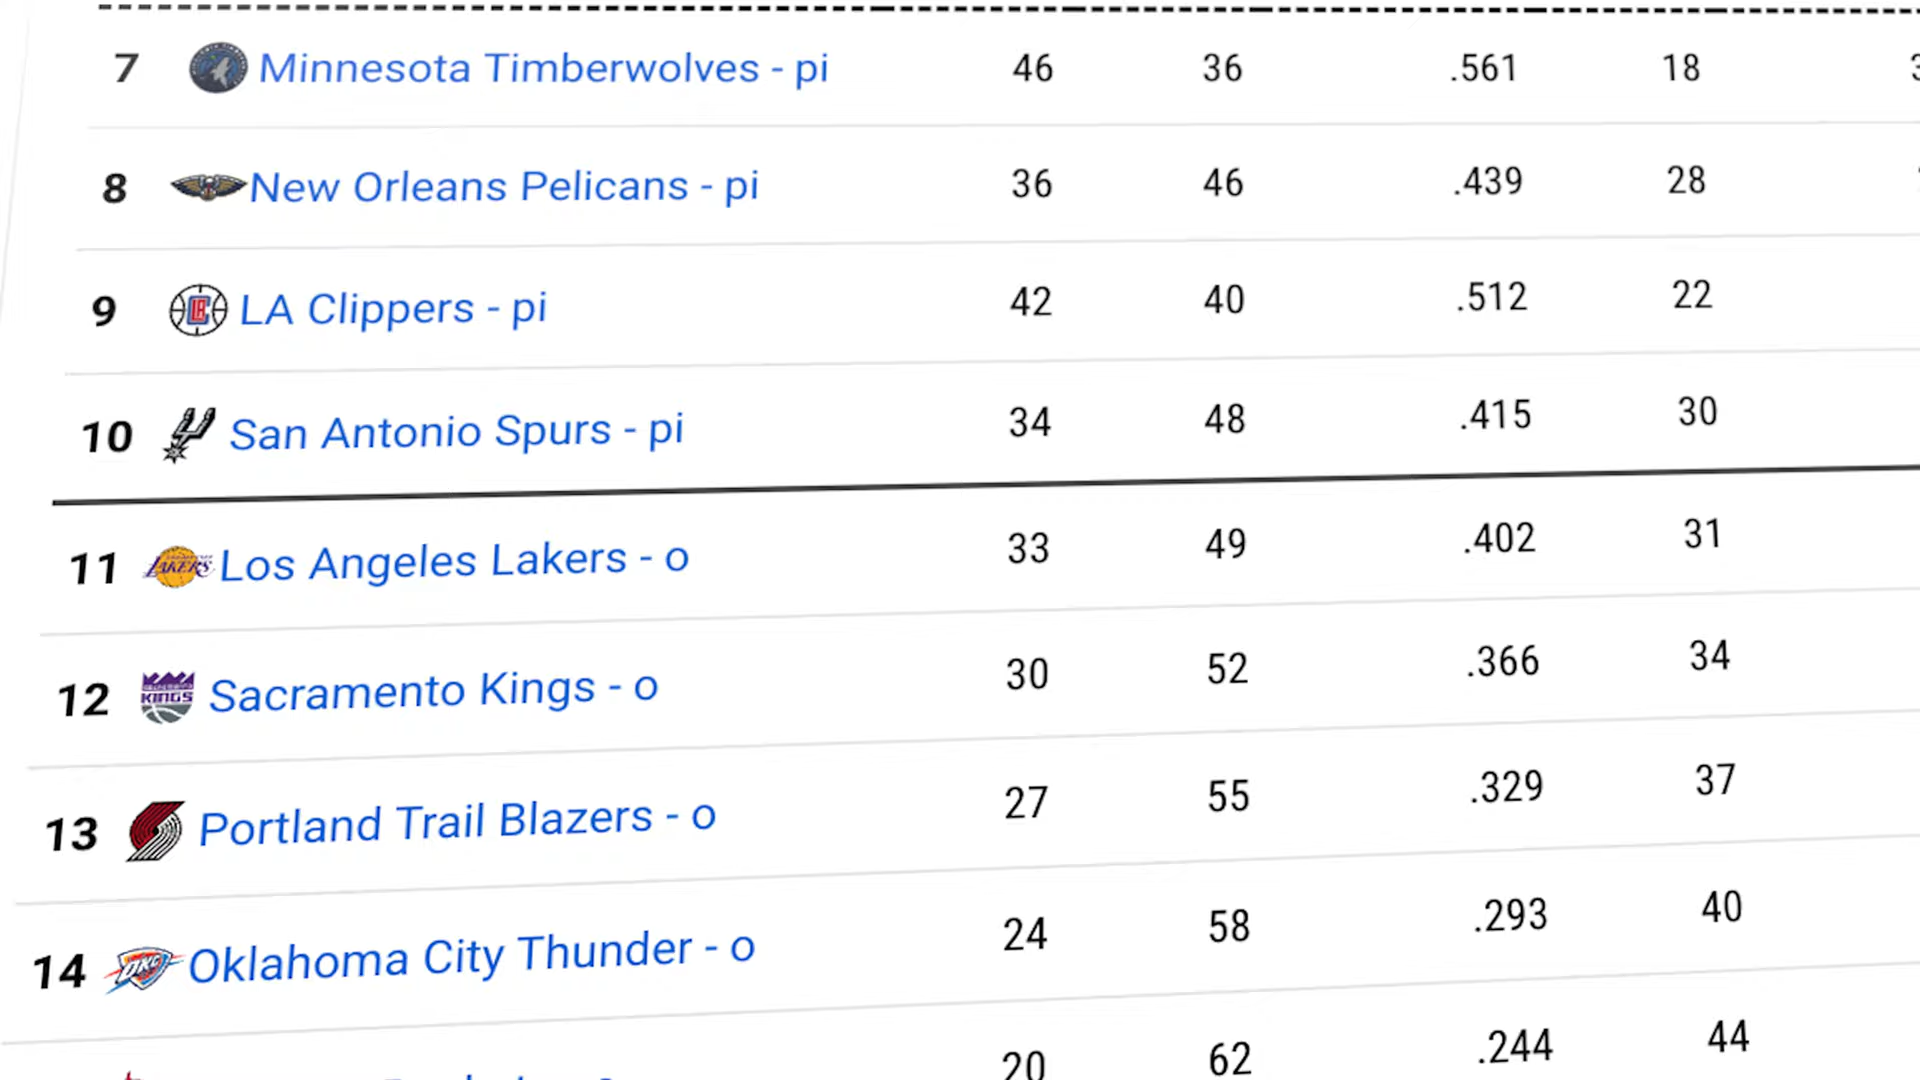 7 Minnesota Timberwolves - pi 46 36 .561 18
8 New Orleans Pelicans - pi 36 46 .439 28
9 LA Clippers - pi 42 40 .512 22
10 San Antonio Spurs - pi 34 48 .415 30
11 LAKERS Los Angeles Lakers - o 33 49 .402 31
12 KINGS Sacramento Kings - o 30 52 .366 34
13 Portland Trail Blazers - o 27 55 .329 37
14 OKC Oklahoma City Thunder - o 24 58 .293 40
20 62 .244 44